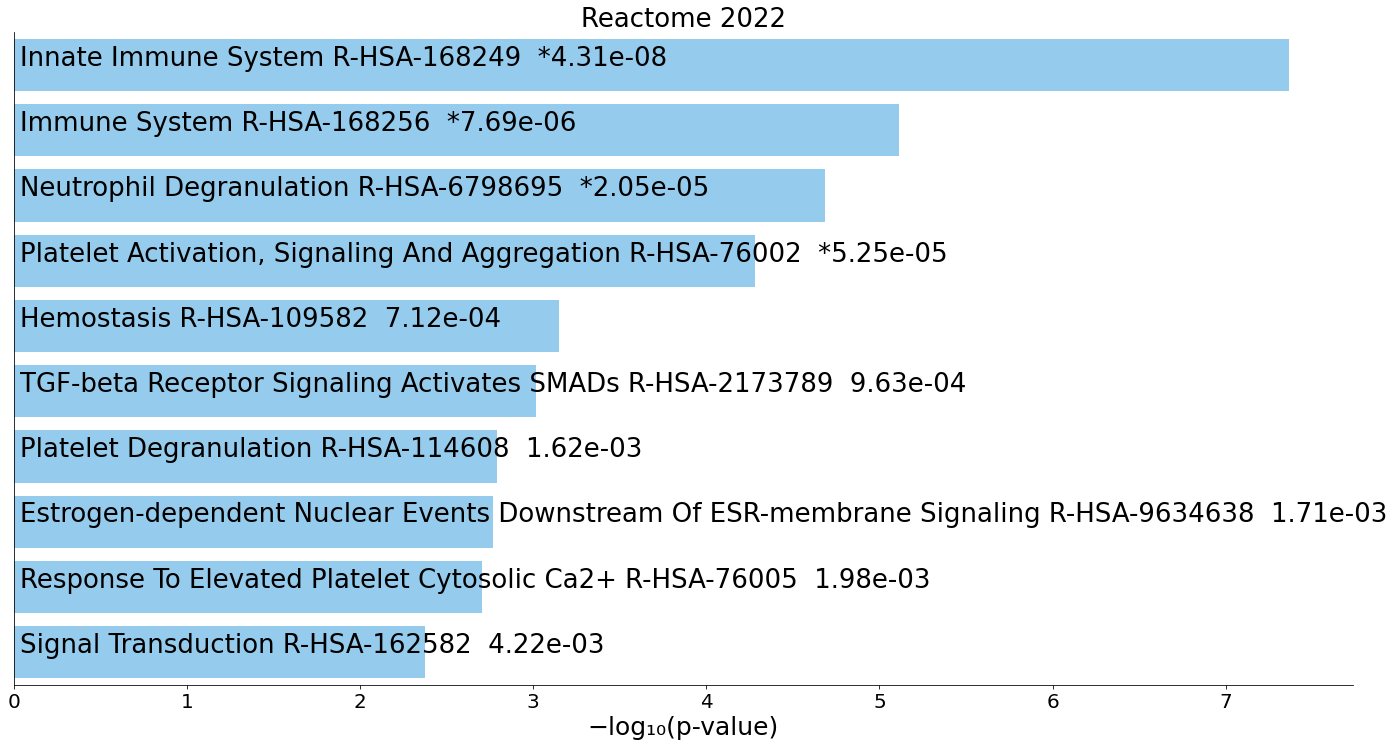 Reactome 2022
Innate Immune System R-HSA-168249  *4.31e-08
Immune System R-HSA-168256  *7.69e-06
Neutrophil Degranulation R-HSA-6798695  *2.05e-05
Platelet Activation, Signaling And Aggregation R-HSA-76002  *5.25e-05
Hemostasis R-HSA-109582  7.12e-04
TGF-beta Receptor Signaling Activates SMADs R-HSA-2173789  9.63e-04
Platelet Degranulation R-HSA-114608  1.62e-03
Estrogen-dependent Nuclear Events Downstream Of ESR-membrane Signaling R-HSA-9634638  1.71e-03
Response To Elevated Platelet Cytosolic Ca2+ R-HSA-76005  1.98e-03
Signal Transduction R-HSA-162582  4.22e-03
0 1 2 3 4 5 6 7
−log₁₀(p-value)